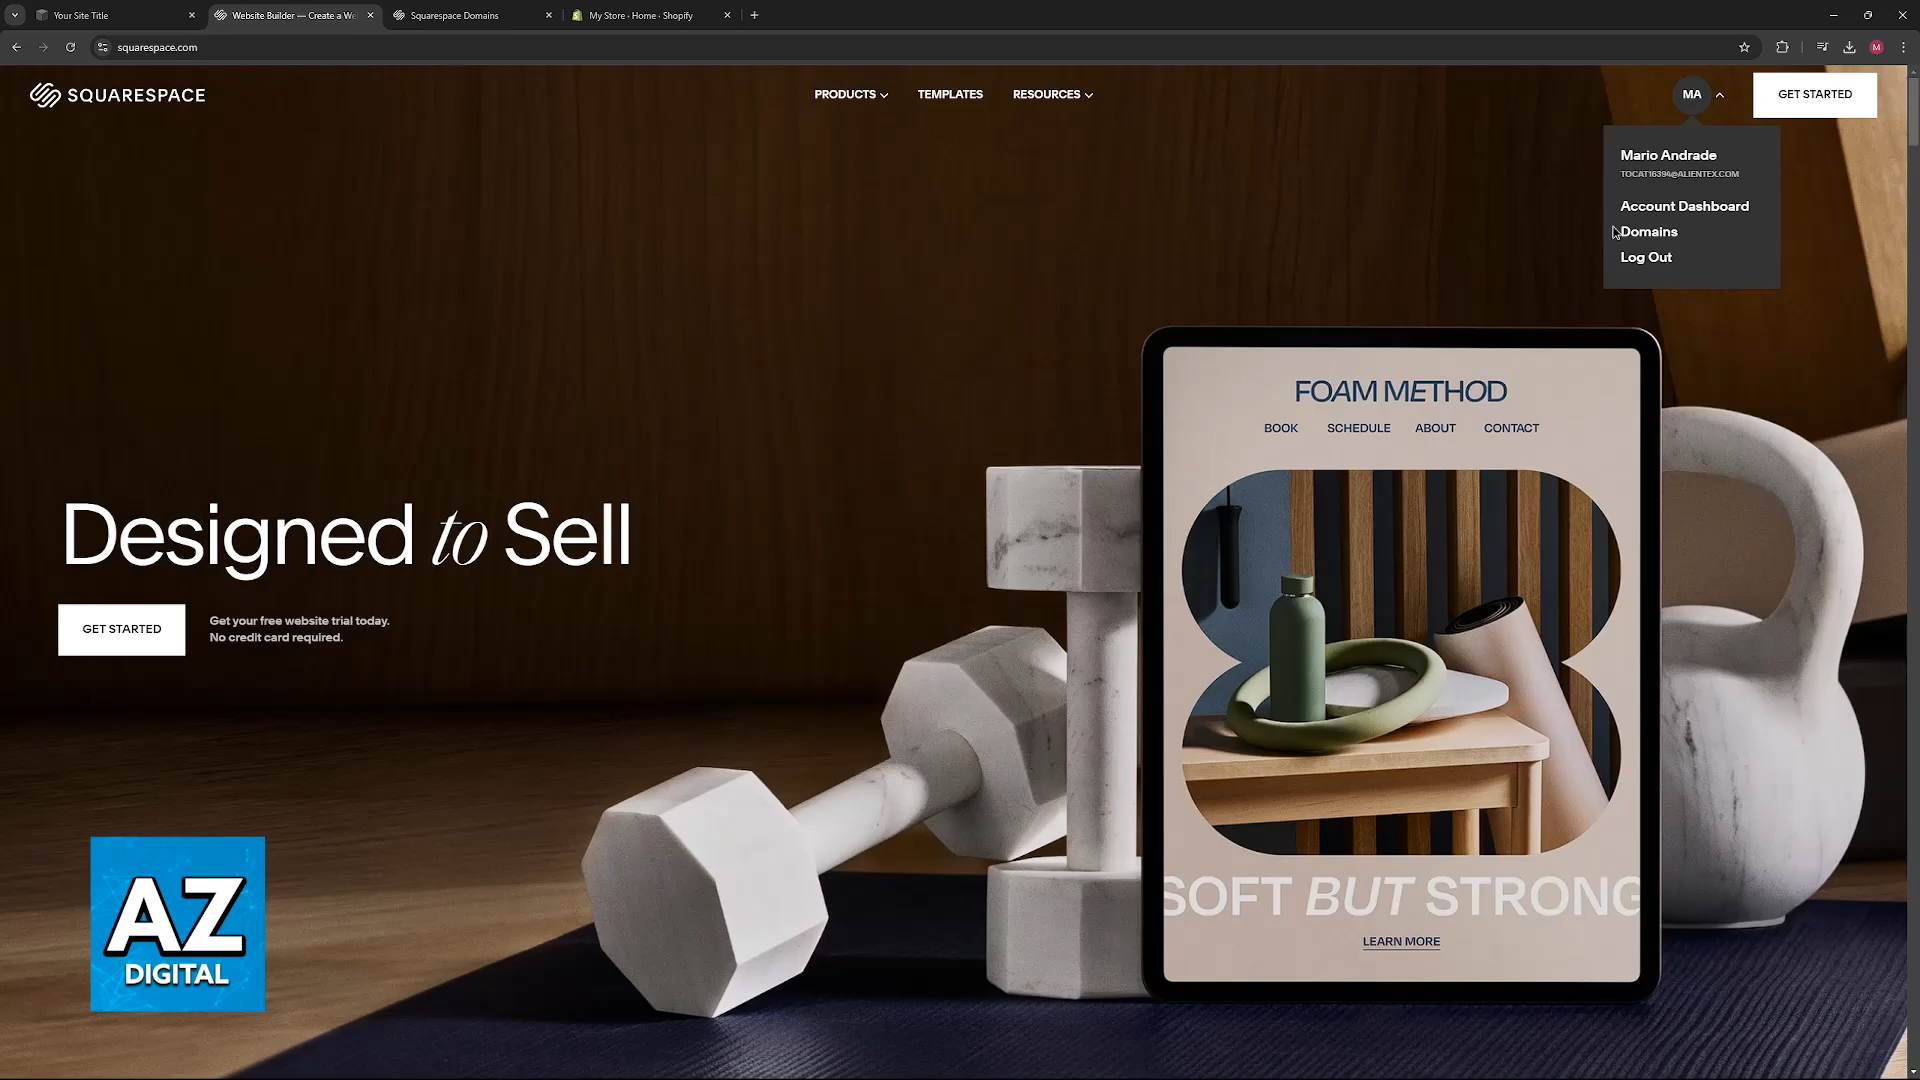 Your Site Title
Website Builder — Create a We
Squarespace Domains
My Store · Home · Shopify
squarespace.com
M
SQUARESPACE
PRODUCTS
TEMPLATES
RESOURCES
MA
GET STARTED
Mario Andrade
TOCAT16394@ALIENTEX.COM
Account Dashboard
Domains
Log Out
FOAM METHOD
BOOK
SCHEDULE
ABOUT
CONTACT
Designed to Sell
GET STARTED
Get your free website trial today.
No credit card required.
SOFT BUT STRONG
LEARN MORE
AZ
DIGITAL